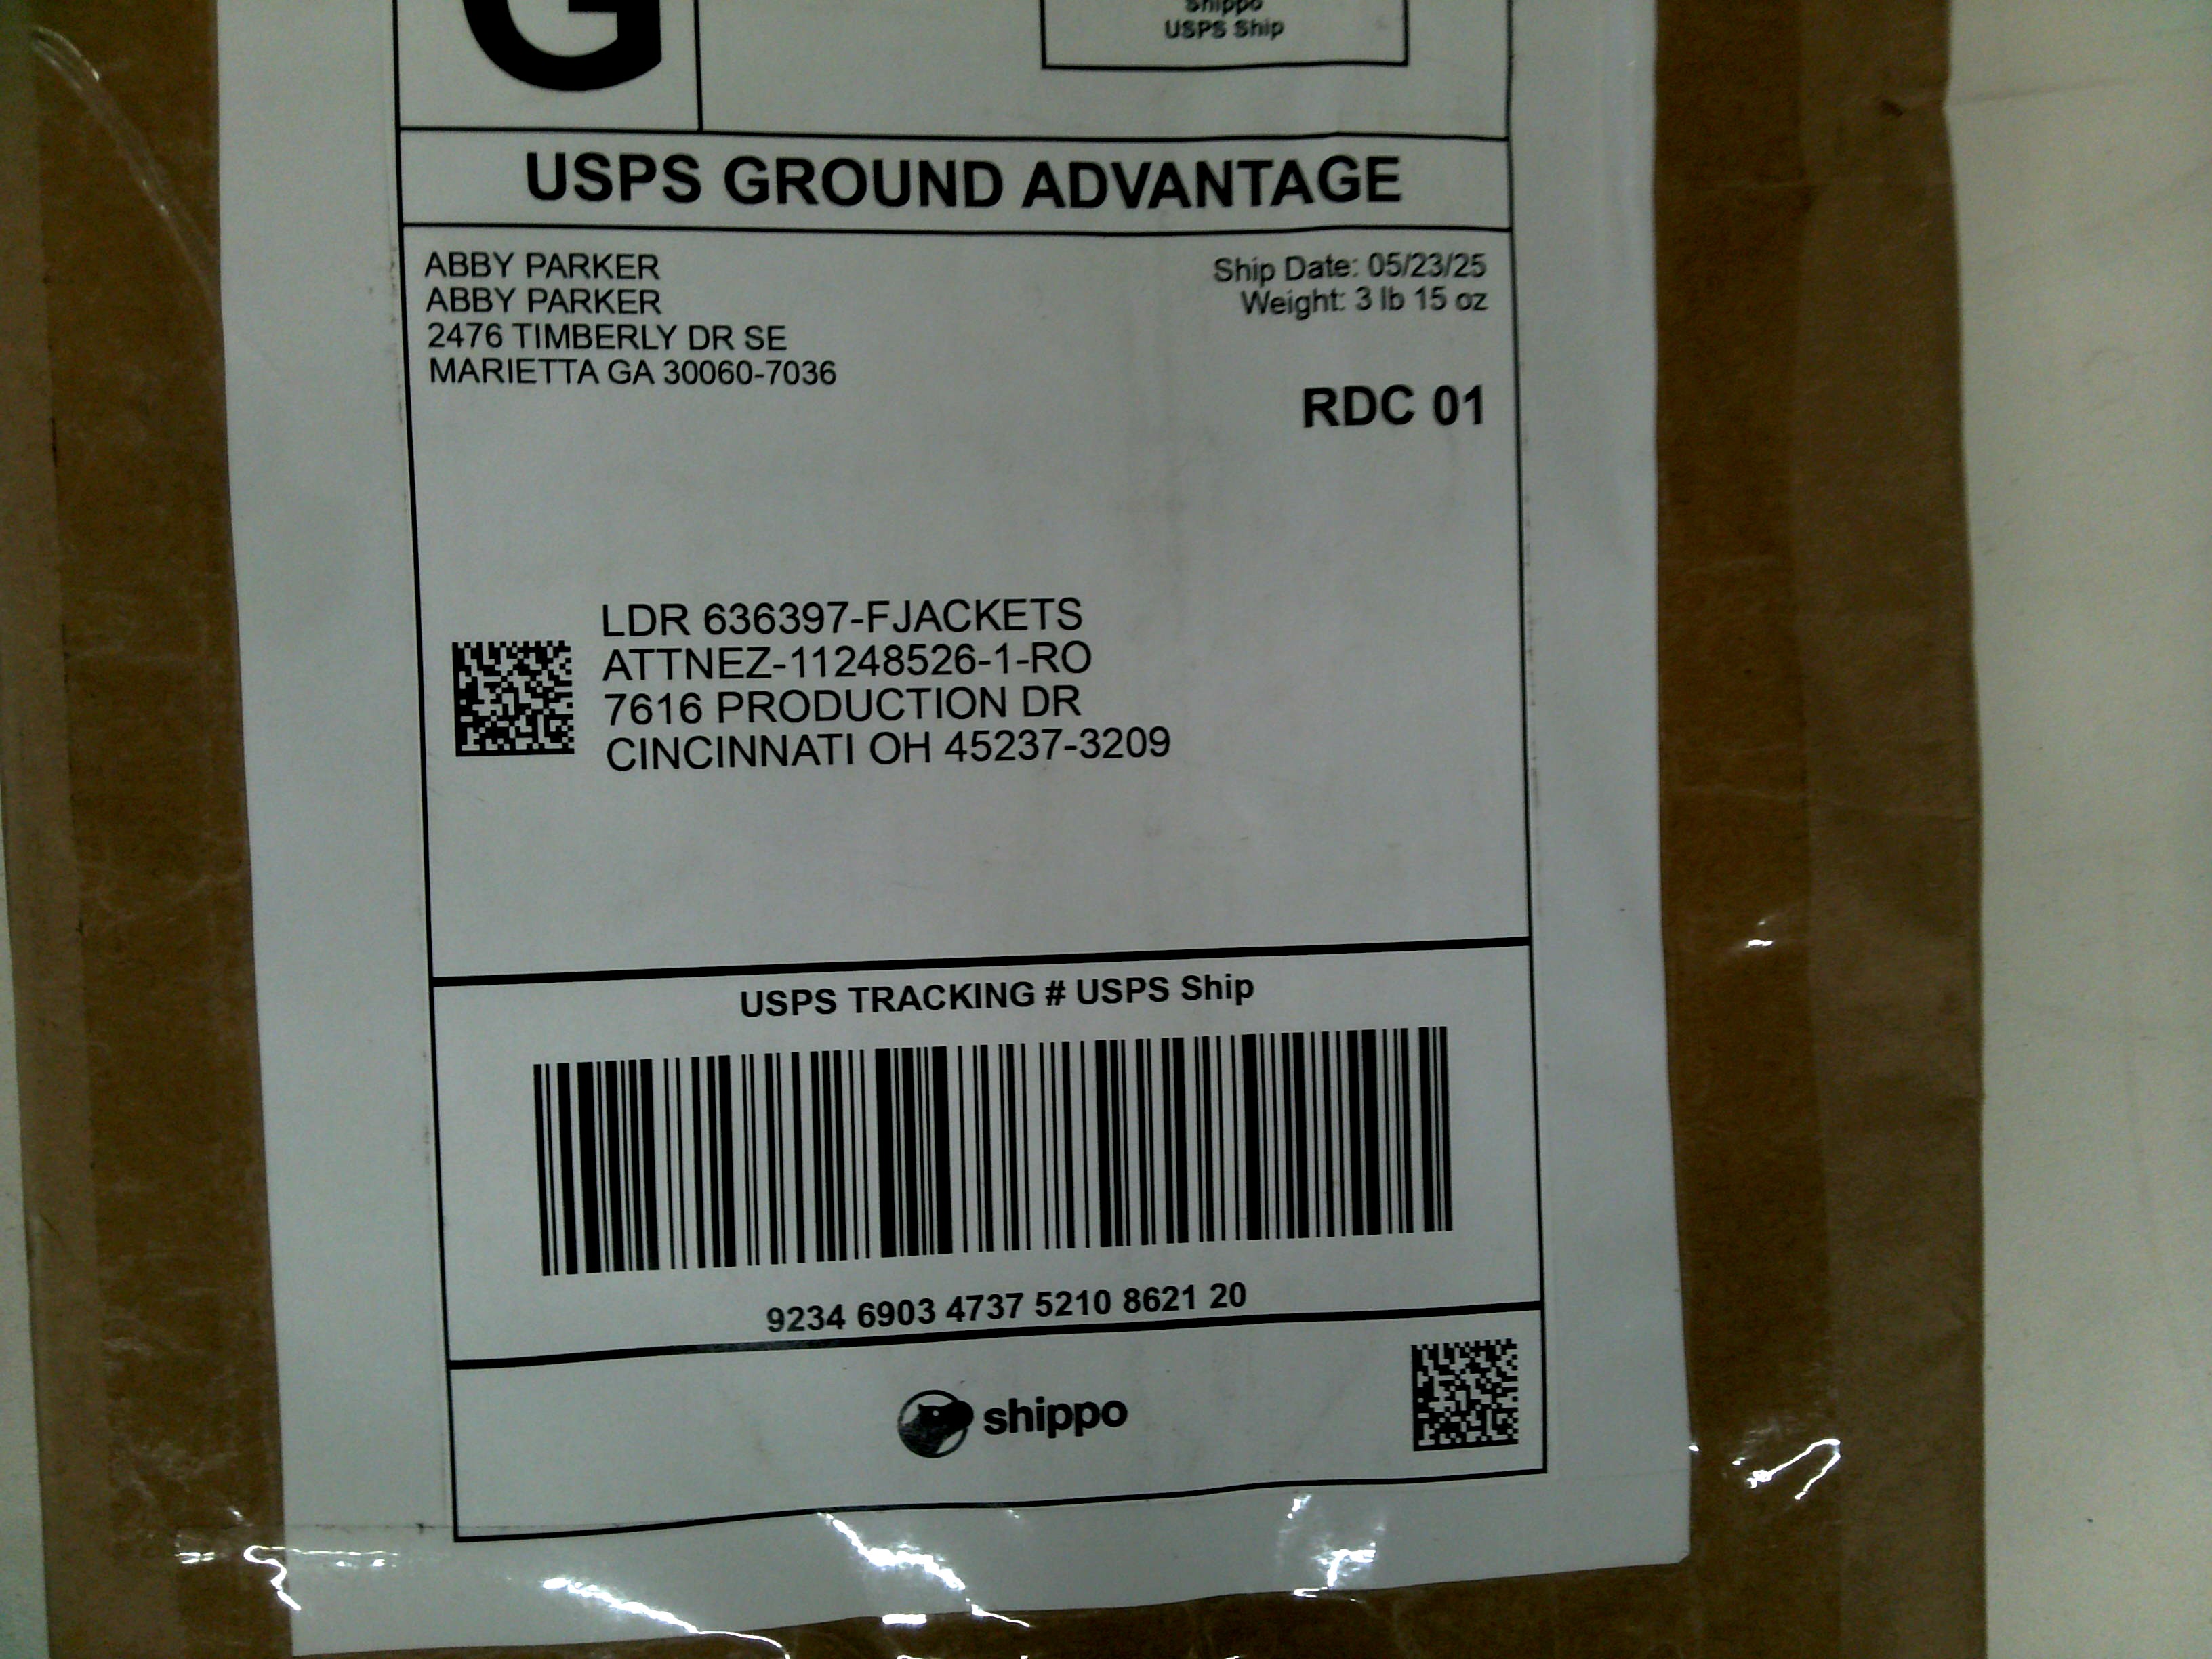 G
Shippo
USPS Ship
USPS GROUND ADVANTAGE
ABBY PARKER
ABBY PARKER
2476 TIMBERLY DR SE
MARIETTA GA 30060-7036
Ship Date: 05/23/25
Weight: 3 lb 15 oz
RDC 01
LDR 636397-FJACKETS
ATTNEZ-11248526-1-RO
7616 PRODUCTION DR
CINCINNATI OH 45237-3209
USPS TRACKING # USPS Ship
9234 6903 4737 5210 8621 20
shippo